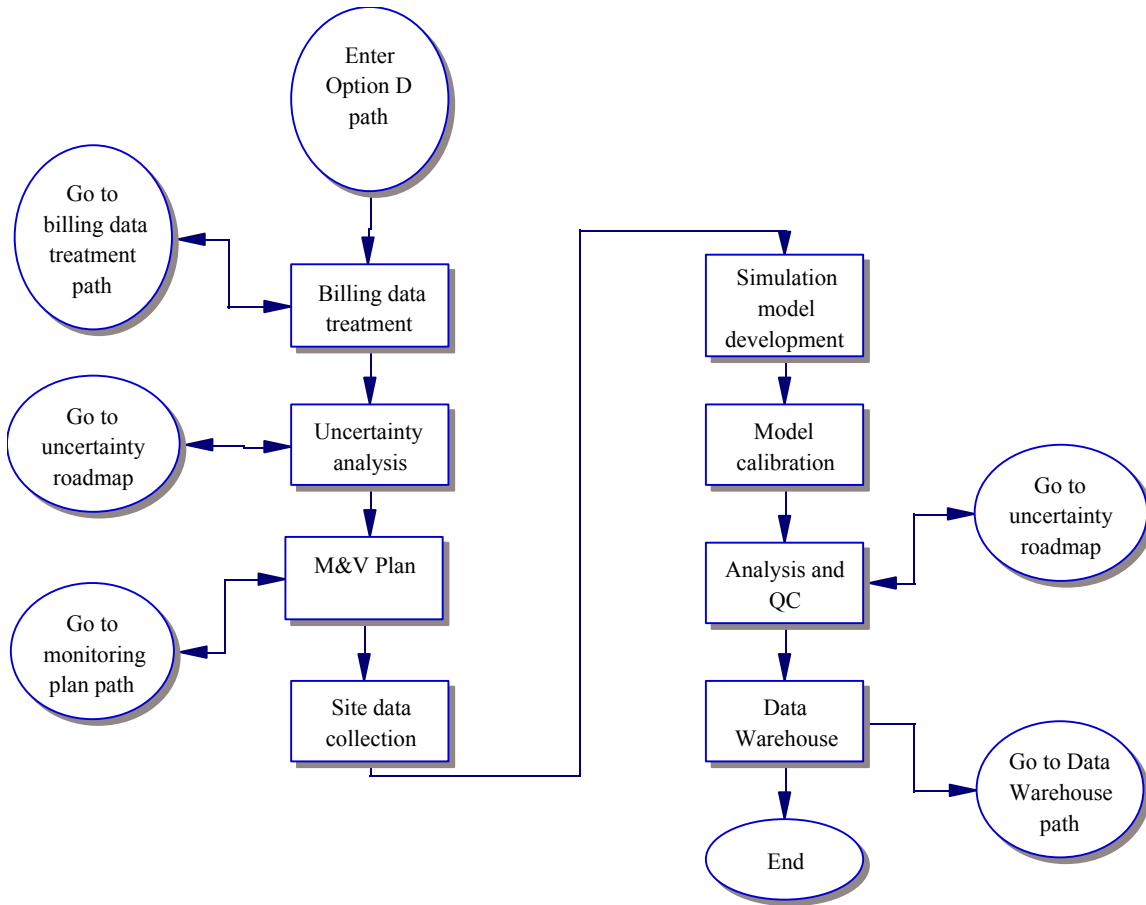 Enter
Option D
path
Go to
billing data
treatment
path
Billing data
treatment
Go to
uncertainty
roadmap
Uncertainty
analysis
M&V Plan
Go to
monitoring
plan path
Site data
collection
Simulation
model
development
Model
calibration
Go to
uncertainty
roadmap
Analysis and
QC
Data
Warehouse
Go to Data
Warehouse
path
End